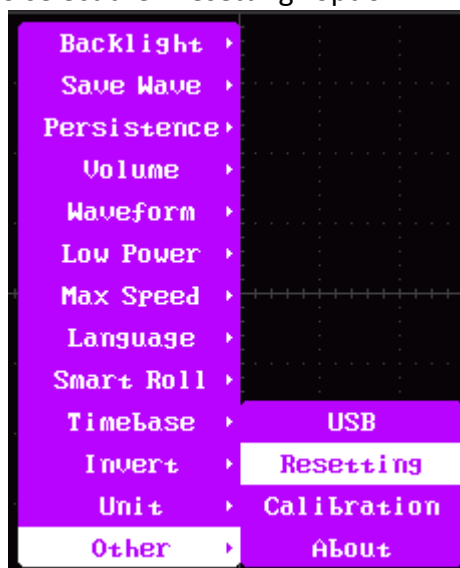 Backlight
Save Wave
Persistence
Volume
Waveform
Low Power
Max Speed
Language
Smart Roll
Timebase
Invert
Unit
Other
USB
Resetting
Calibration
About